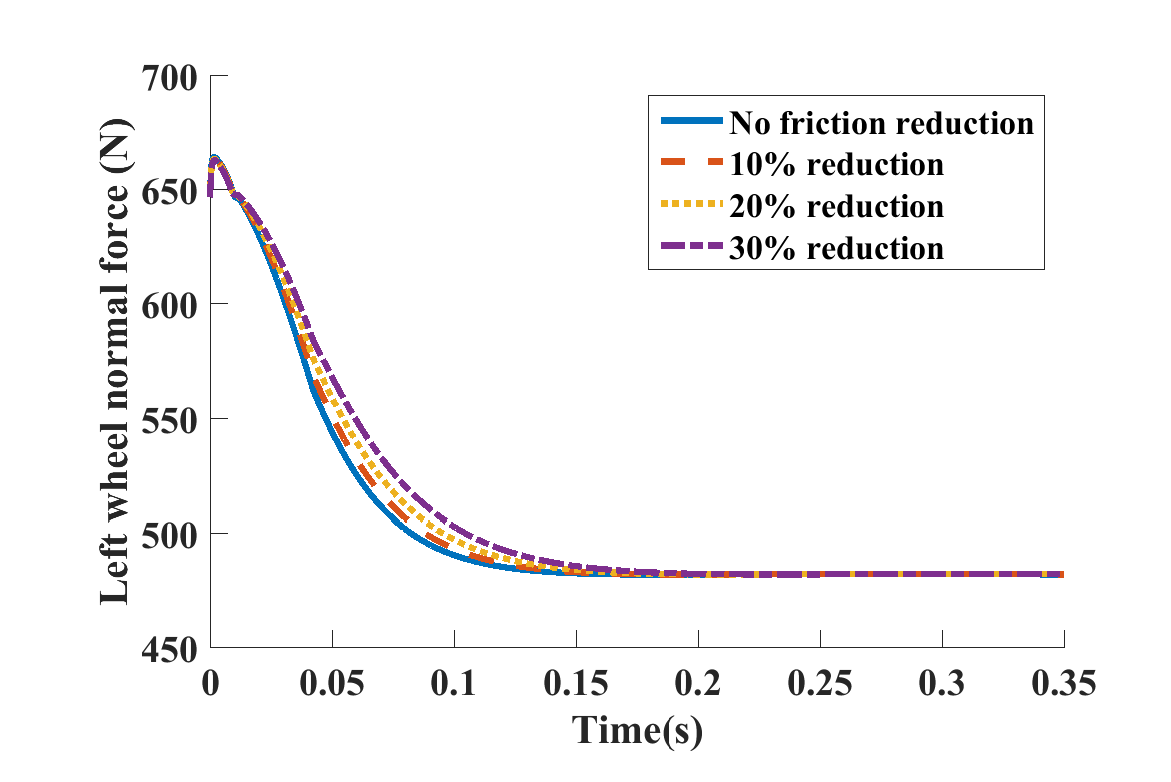 700
650
600
550
500
450
Left wheel normal force (N)
No friction reduction
10% reduction
20% reduction
30% reduction
0
0.05
0.1
0.15
0.2
0.25
0.3
0.35
Time(s)